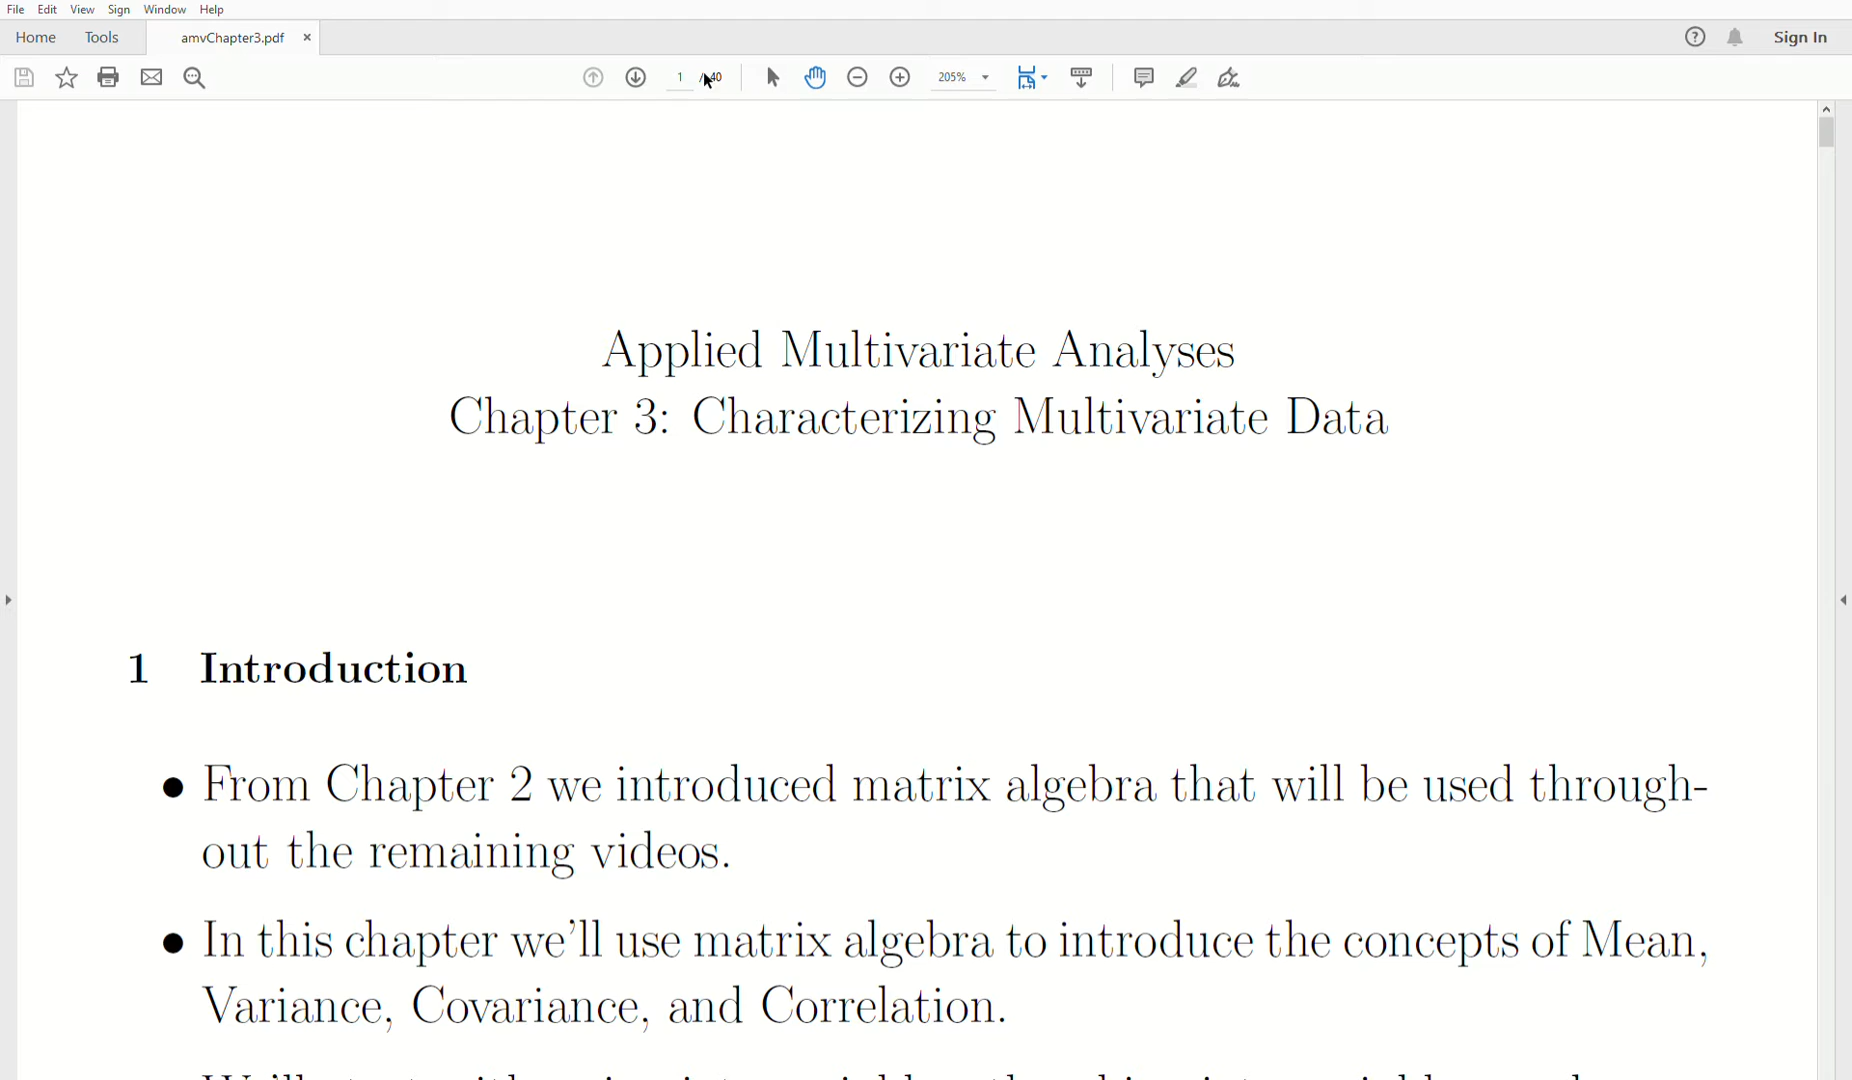 File Edit View Sign Window Help
Home Tools amvChapter3.pdf × Sign In
1 / 40 205%
Applied Multivariate Analyses
Chapter 3: Characterizing Multivariate Data
1 Introduction
• From Chapter 2 we introduced matrix algebra that will be used through-
out the remaining videos.
• In this chapter we'll use matrix algebra to introduce the concepts of Mean,
Variance, Covariance, and Correlation.